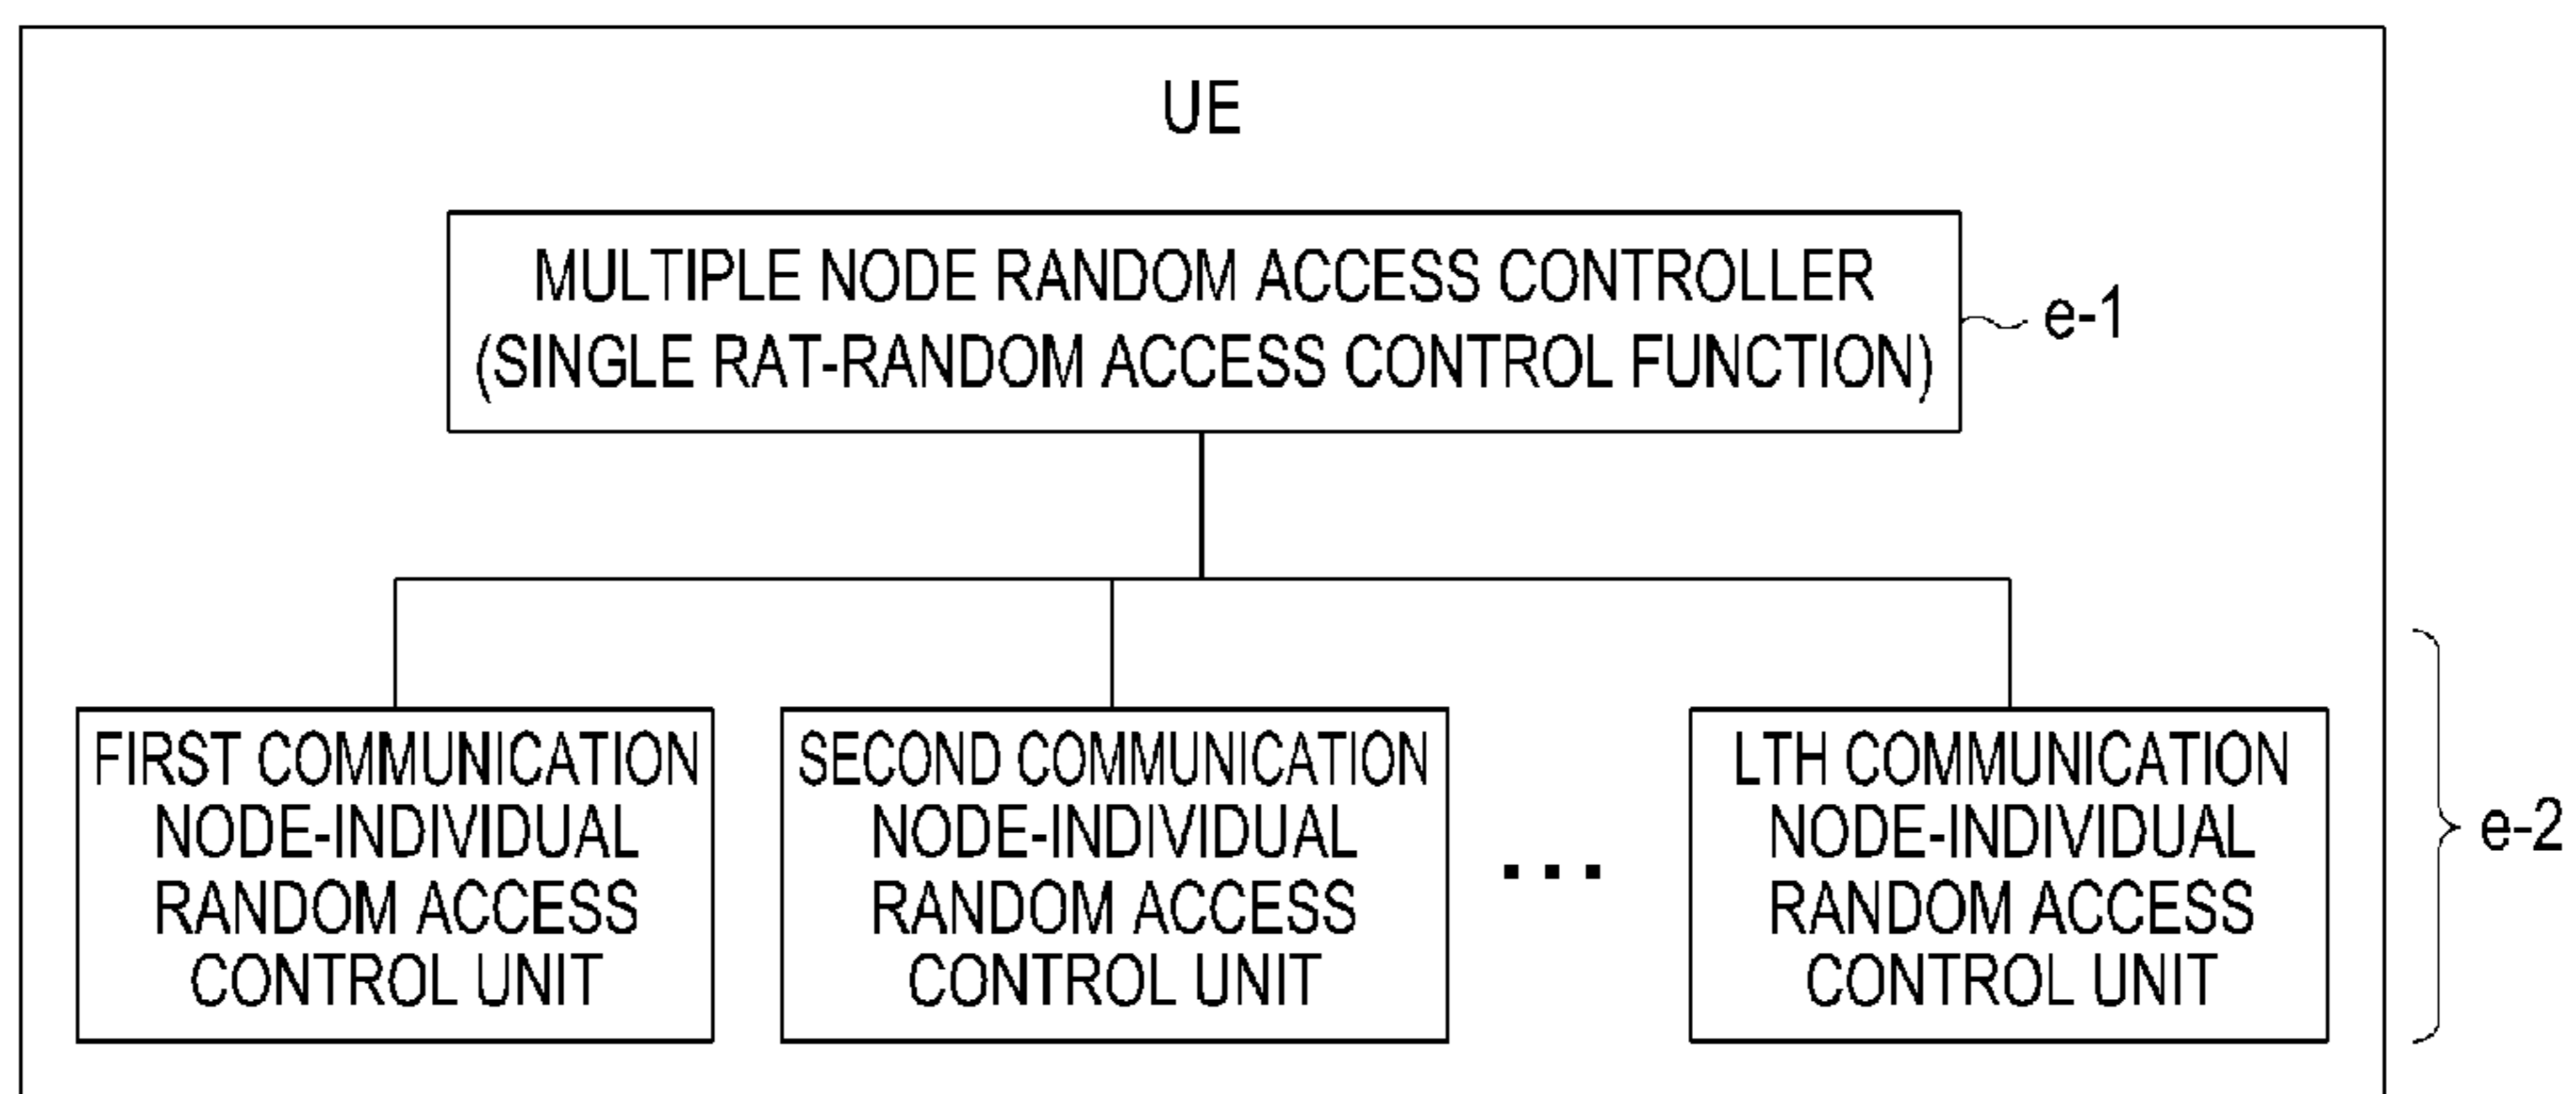 UE
MULTIPLE NODE RANDOM ACCESS CONTROLLER
(SINGLE RAT-RANDOM ACCESS CONTROL FUNCTION)
e-1
FIRST COMMUNICATION
NODE-INDIVIDUAL
RANDOM ACCESS
CONTROL UNIT
SECOND COMMUNICATION
NODE-INDIVIDUAL
RANDOM ACCESS
CONTROL UNIT
...
LTH COMMUNICATION
NODE-INDIVIDUAL
RANDOM ACCESS
CONTROL UNIT
e-2